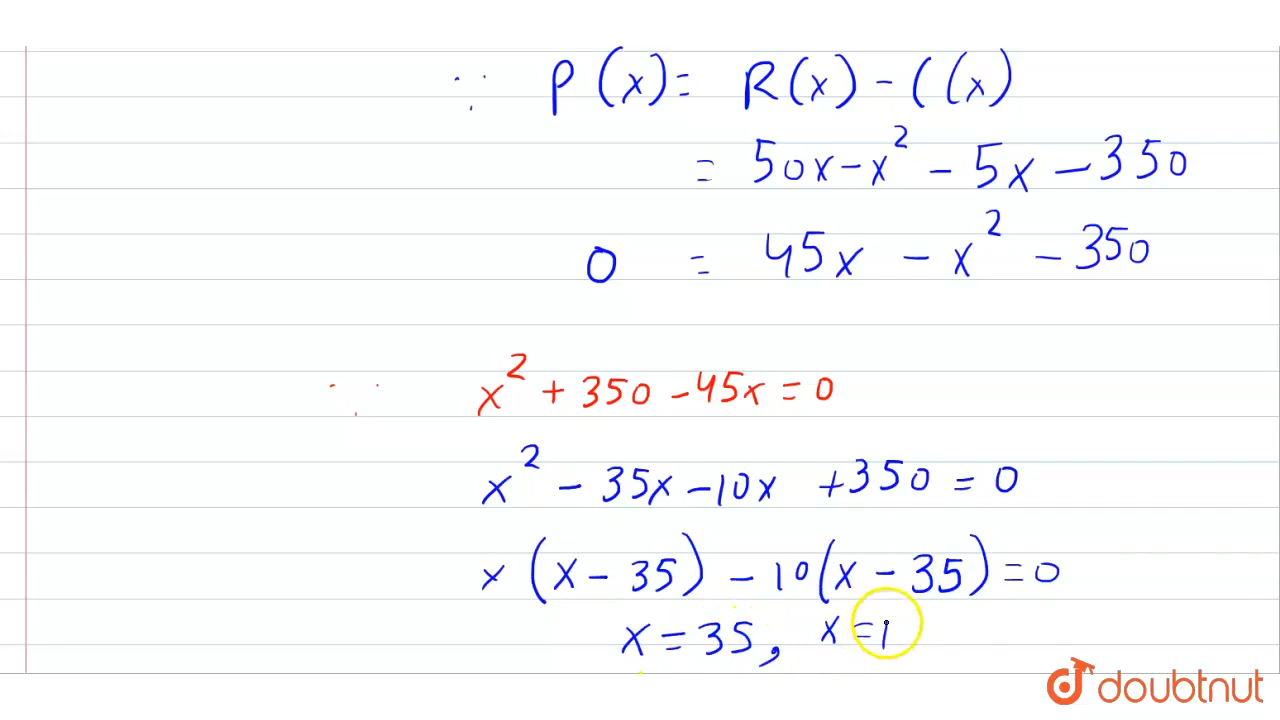 ∵ P(x) = R(x) - ((x)
= 50x - x² - 5x - 350
0 = 45x - x² - 350
∵ x² + 350 - 45x = 0
x² - 35x - 10x + 350 = 0
x(x - 35) - 10(x - 35) = 0
x = 35, x = 1
doubtnut